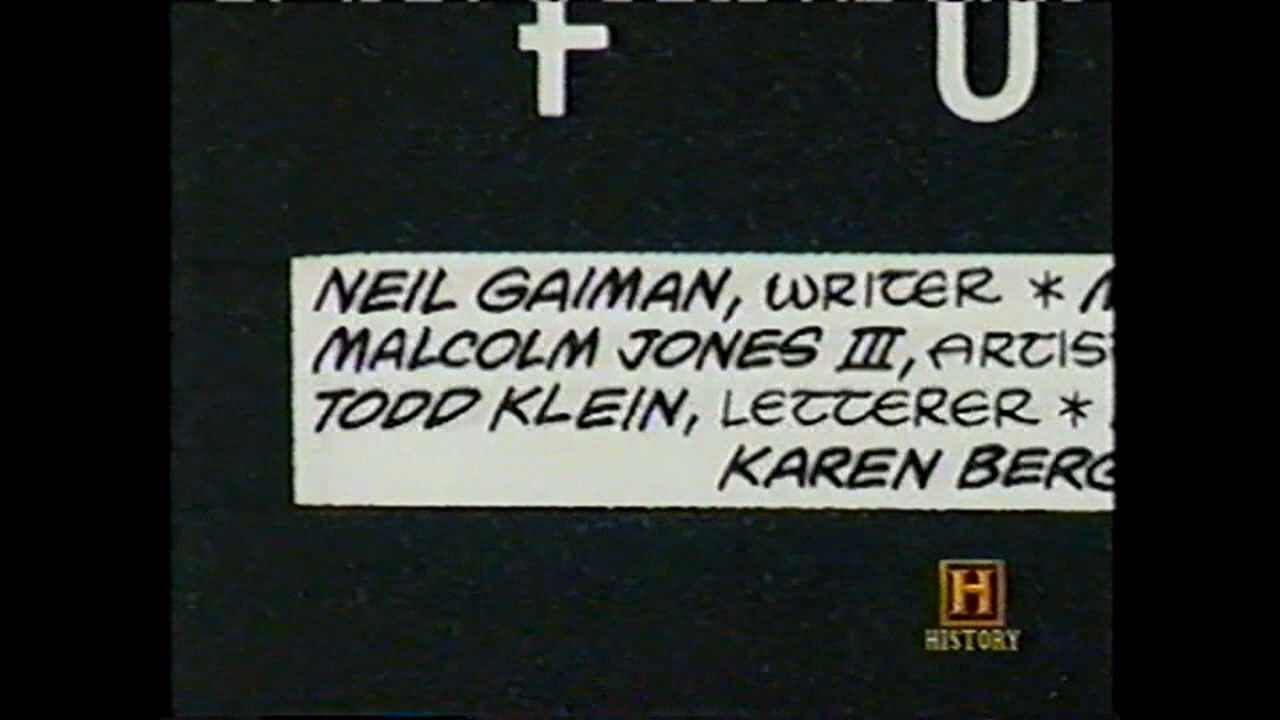 t U
NEIL GAIMAN, WRITER *
MALCOLM JONES III, ARTIS
TODD KLEIN, LETTERER *
KAREN BERG
H
HISTORY